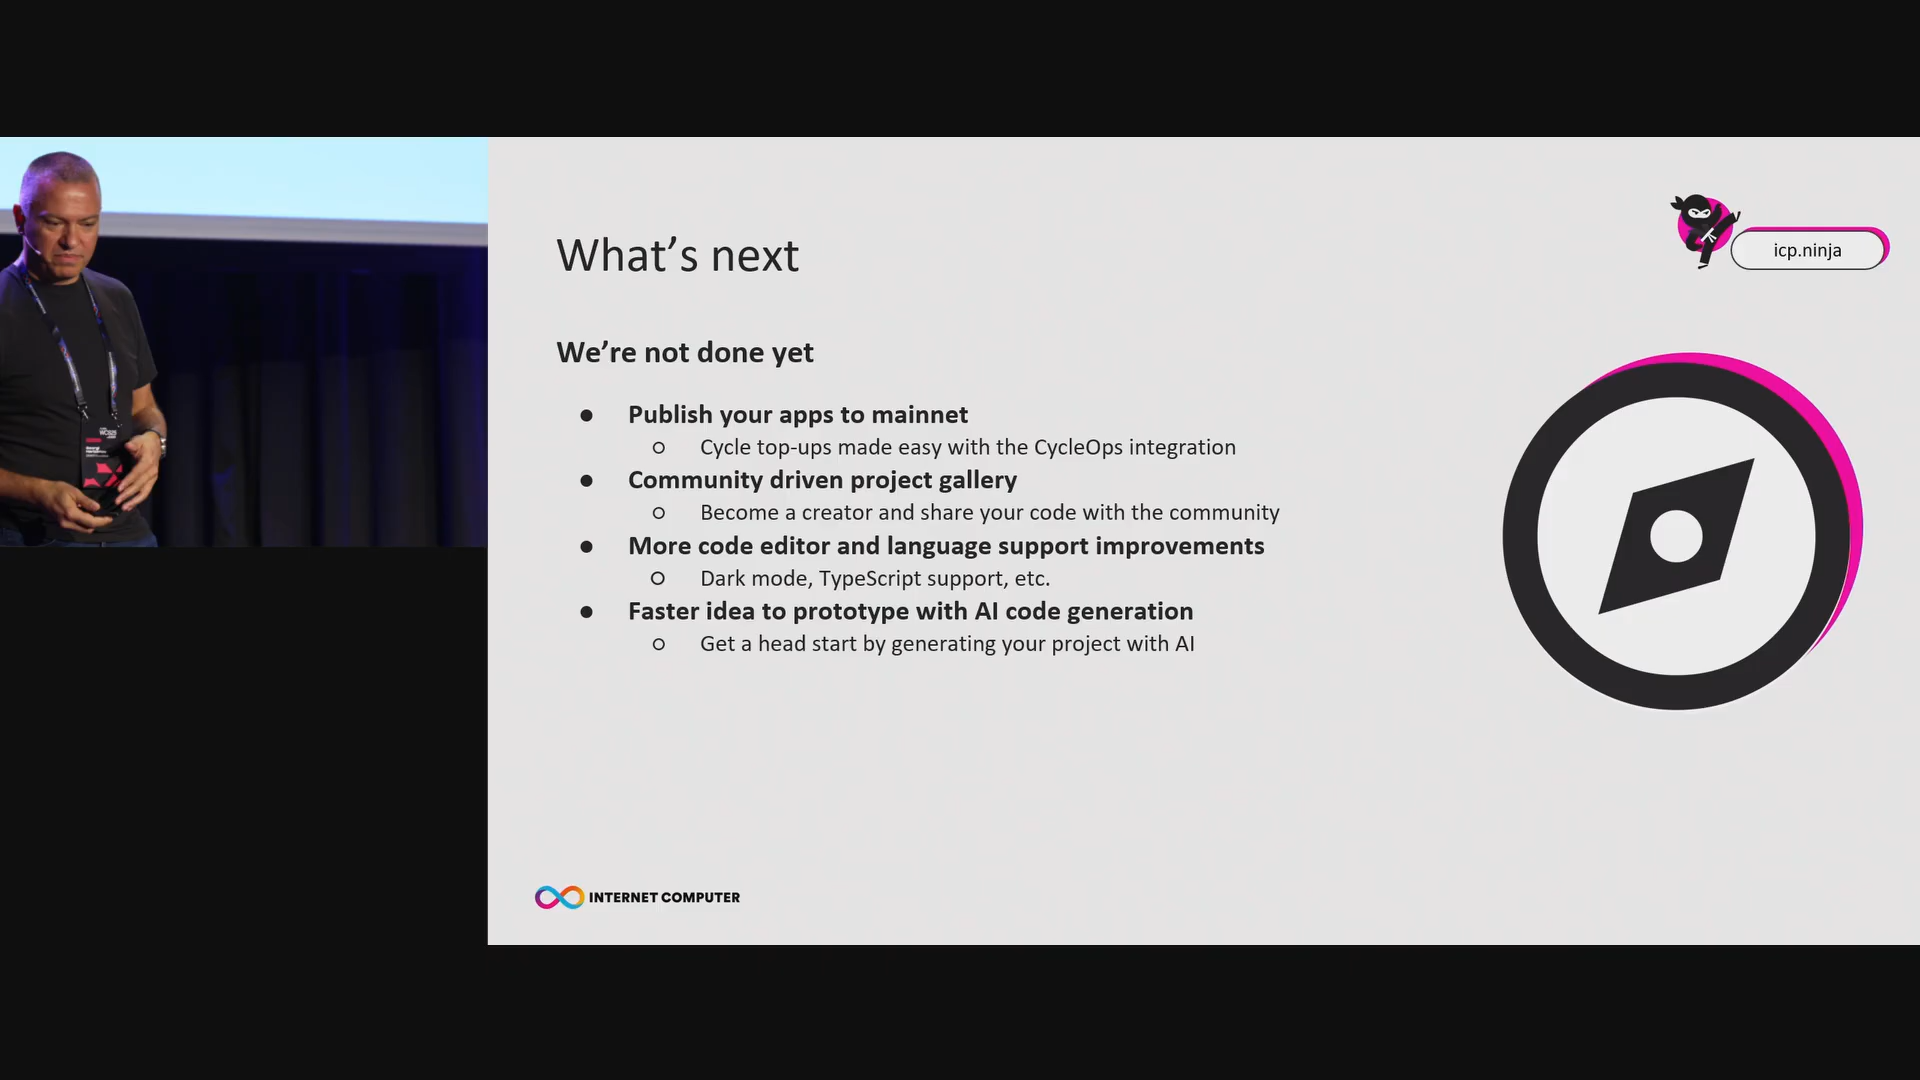 What’s next
icp.ninja
We’re not done yet
● Publish your apps to mainnet
○ Cycle top-ups made easy with the CycleOps integration
● Community driven project gallery
○ Become a creator and share your code with the community
● More code editor and language support improvements
○ Dark mode, TypeScript support, etc.
● Faster idea to prototype with AI code generation
○ Get a head start by generating your project with AI
INTERNET COMPUTER